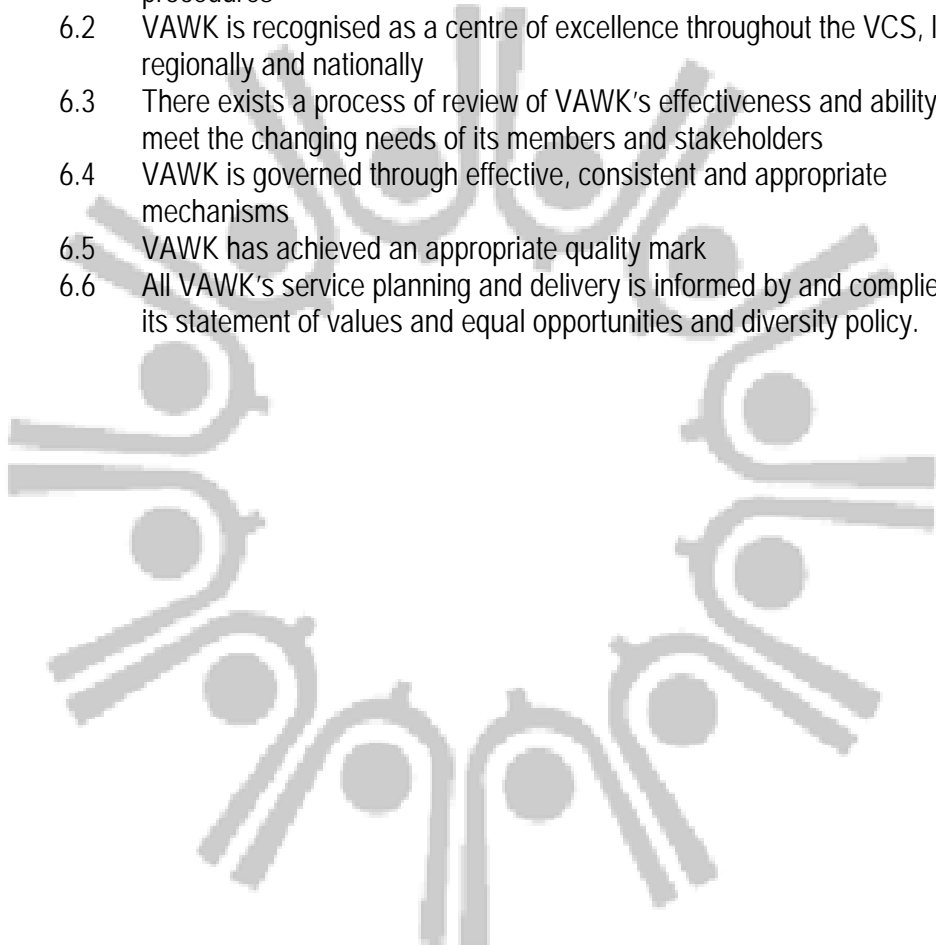 procedures
6.2 VAWK is recognised as a centre of excellence throughout the VCS,
regionally and nationally
6.3 There exists a process of review of VAWK's effectiveness and ability
meet the changing needs of its members and stakeholders
6.4 VAWK is governed through effective, consistent and appropriate
mechanisms
6.5 VAWK has achieved an appropriate quality mark
6.6 All VAWK's service planning and delivery is informed by and
its statement of values and equal opportunities and diversity policy.